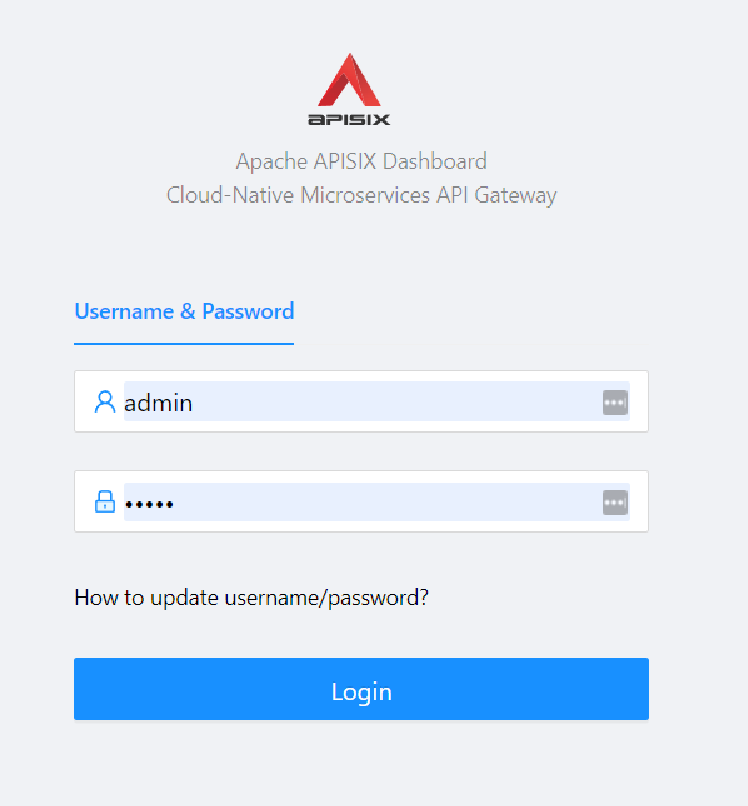 APISIX
Apache APISIX Dashboard
Cloud-Native Microservices API Gateway
Username & Password
admin
•••••
How to update username/password?
Login